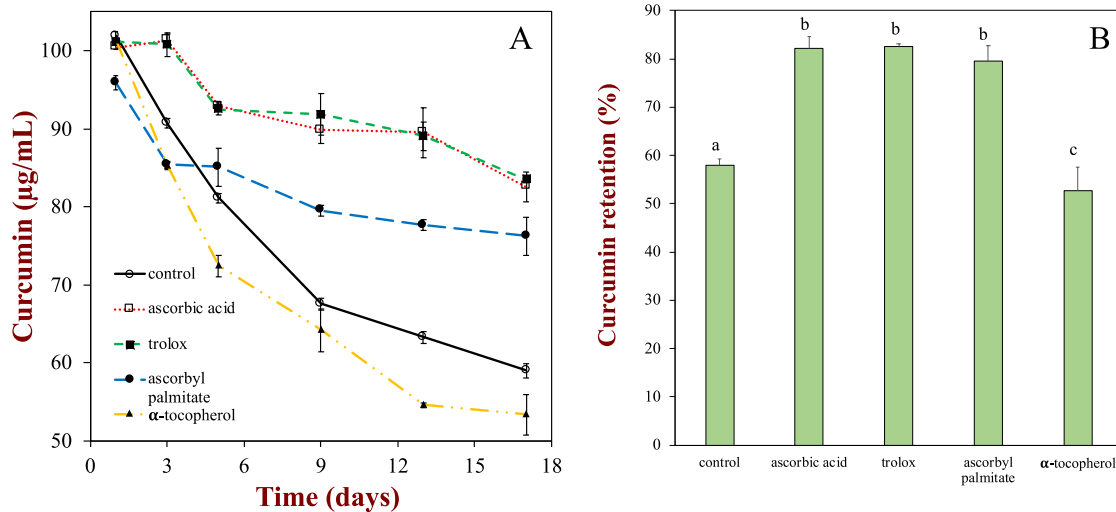 A
Curcumin (µg/mL)
100
90
80
70
60
50
control
ascorbic acid
trolox
ascorbyl
palmitate
α-tocopherol
0 3 6 9 12 15 18
Time (days)
B
Curcumin retention (%)
90
80
70
60
50
40
30
20
10
0
a
b
b
b
c
control ascorbic acid trolox ascorbyl α-tocopherol
palmitate